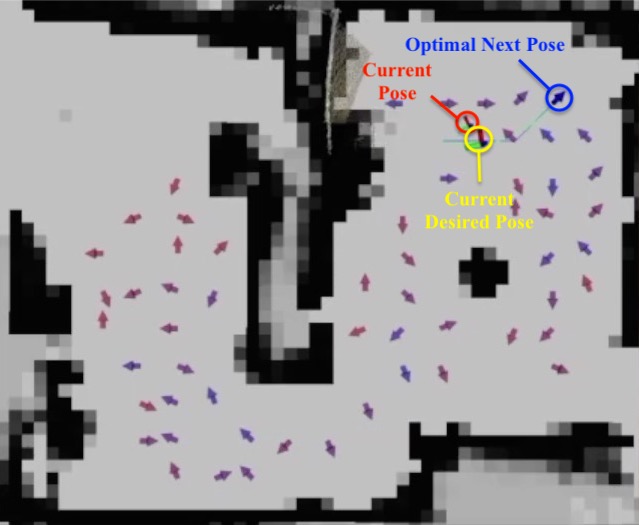 Optimal Next Pose
Current
Pose
Current
Desired Pose